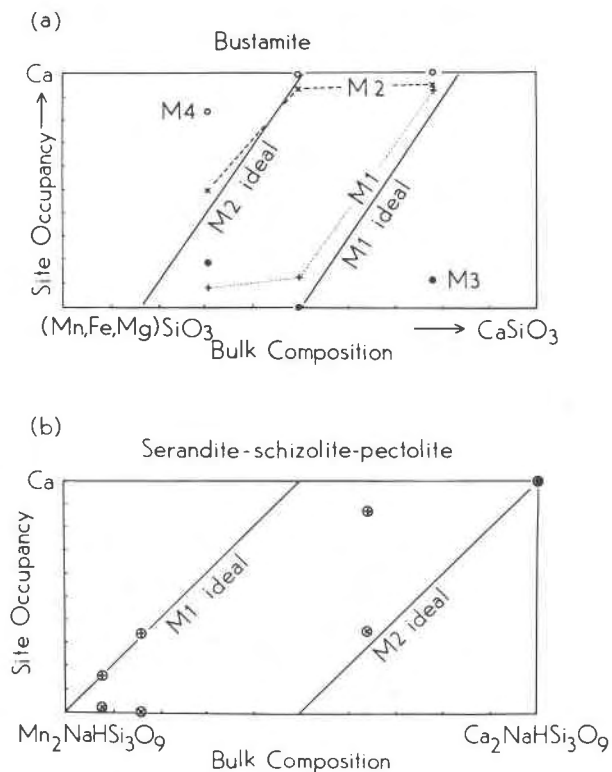 (a)
Bustamite
Ca
M4
M2
M2 ideal
M1
M1 ideal
M3
Site Occupancy
(Mn,Fe,Mg)SiO3
CaSiO3
Bulk Composition
(b)
Serandite-schizolite-pectolite
Ca
M1 ideal
M2 ideal
Site Occupancy
Mn2NaHSi3O9
Ca2NaHSi3O9
Bulk Composition